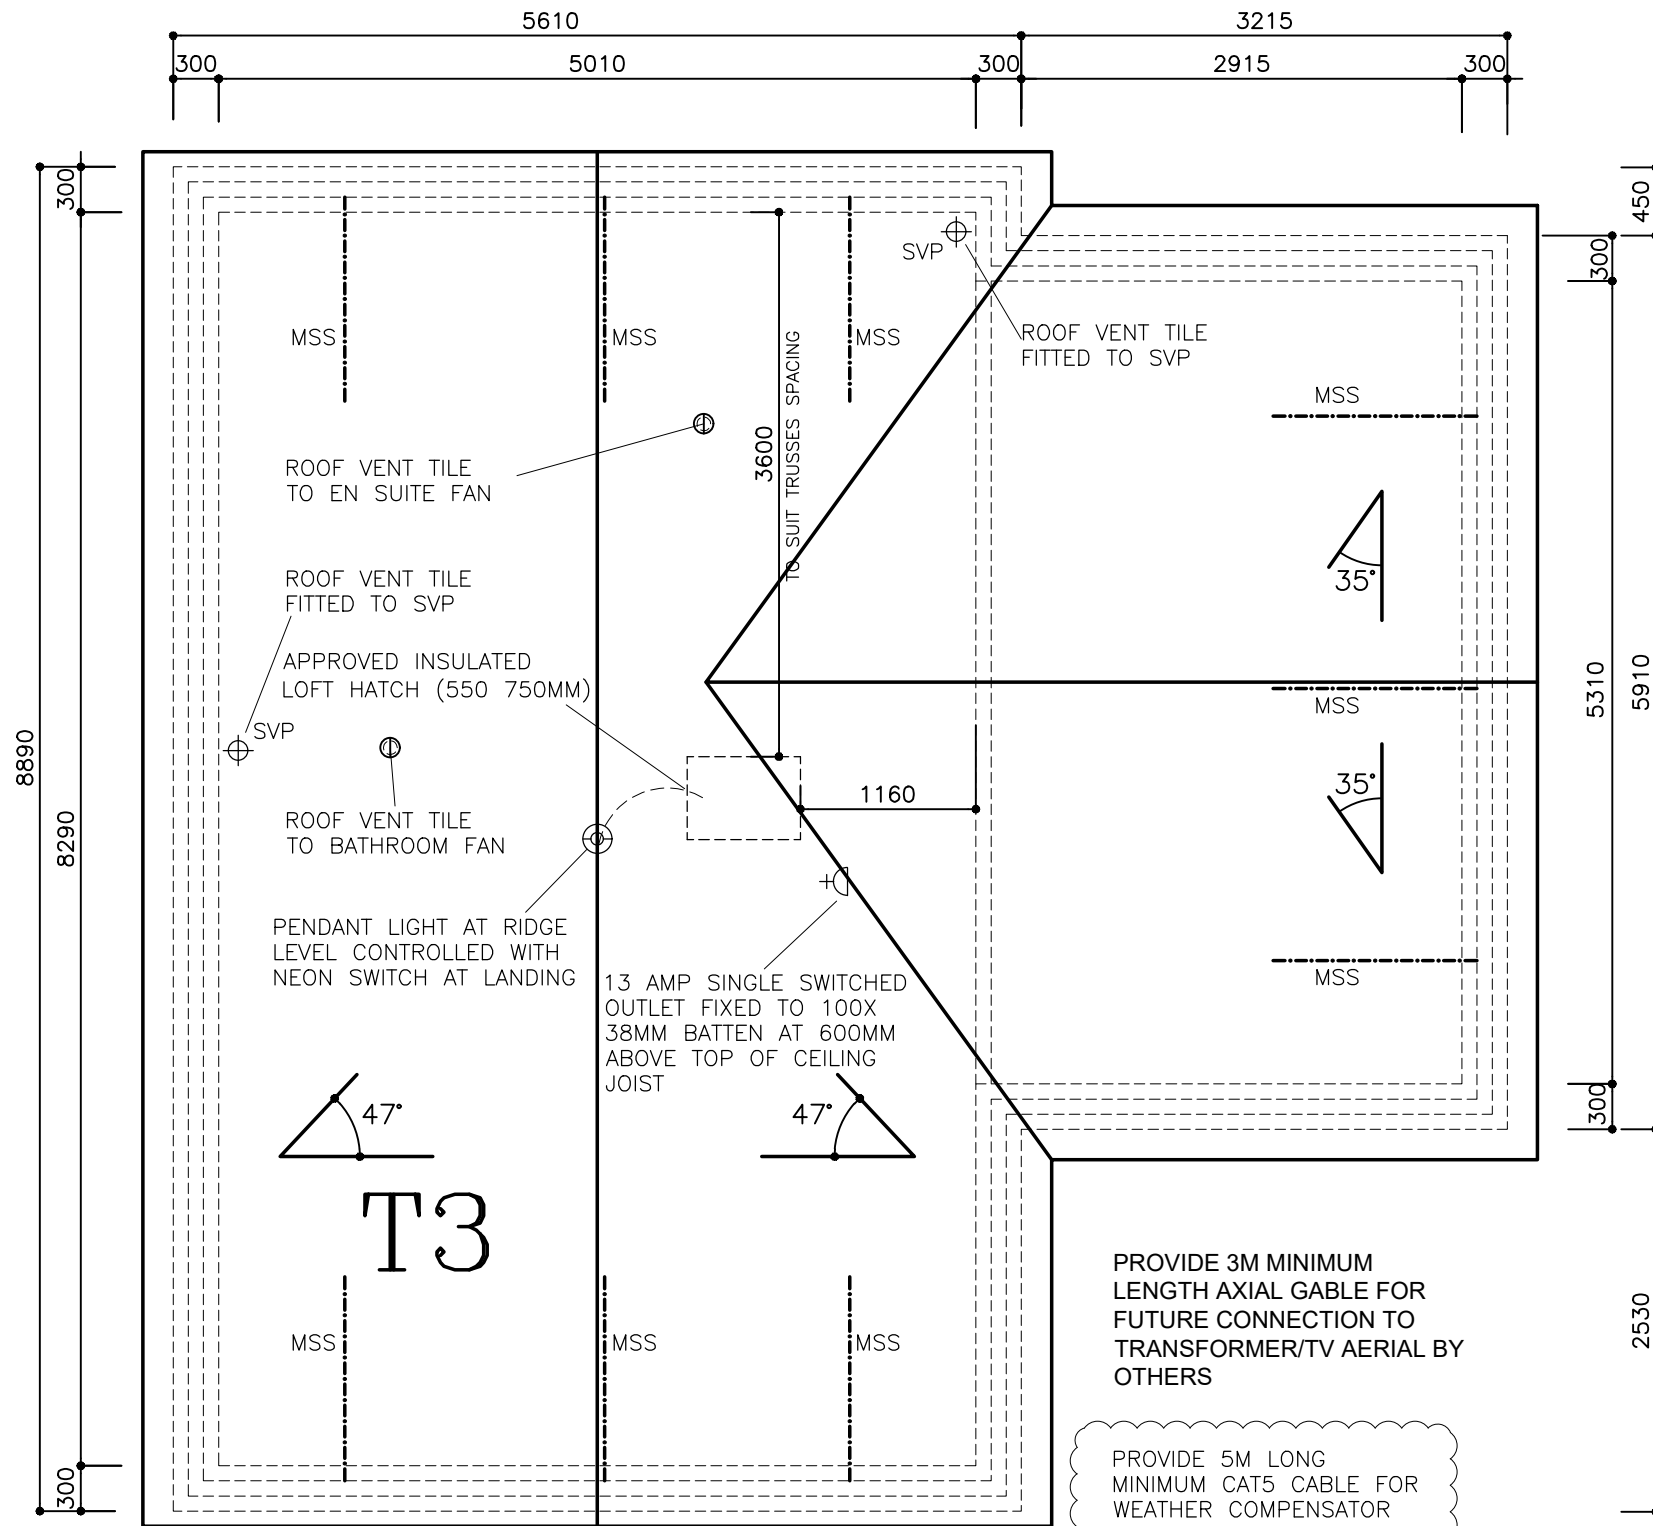 5610
3215
300
5010
300
2915
300
300
450
300
SVP
MSS
MSS
MSS
ROOF VENT TILE
FITTED TO SVP
TO SUIT TRUSSES SPACING
3600
MSS
ROOF VENT TILE
TO EN SUITE FAN
35°
ROOF VENT TILE
FITTED TO SVP
APPROVED INSULATED
LOFT HATCH (550 750MM)
5310
5910
MSS
SVP
8890
8290
35°
1160
ROOF VENT TILE
TO BATHROOM FAN
PENDANT LIGHT AT RIDGE
LEVEL CONTROLLED WITH
NEON SWITCH AT LANDING
13 AMP SINGLE SWITCHED
OUTLET FIXED TO 100X
38MM BATTEN AT 600MM
ABOVE TOP OF CEILING
JOIST
MSS
300
47°
47°
T3
PROVIDE 3M MINIMUM
LENGTH AXIAL GABLE FOR
FUTURE CONNECTION TO
TRANSFORMER/TV AERIAL BY
OTHERS
2530
MSS
MSS
MSS
PROVIDE 5M LONG
MINIMUM CAT5 CABLE FOR
WEATHER COMPENSATOR
300